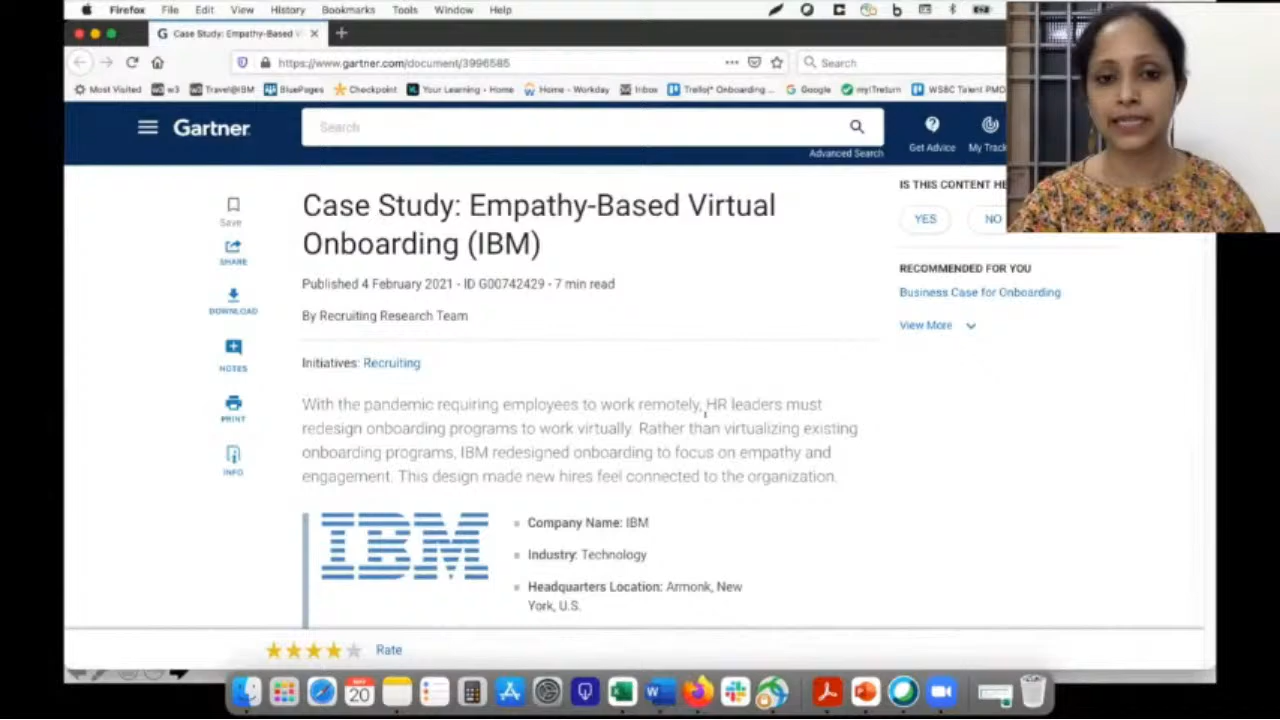 Firefox File Edit View History Bookmarks Tools Window Help
Case Study: Empathy-Based V
https://www.gartner.com/document/3996585
Search
Most Visited w3 Travel@IBM BluePages Checkpoint Your Learning - Home Home - Workday Inbox Google Trello|* Onboarding ... my!Treturn WSBC Talent PMO
Gartner
Search
Advanced Search
Get Advice
My Track
Save
SHARE
DOWNLOAD
NOTES
PRINT
INFO
Case Study: Empathy-Based Virtual
Onboarding (IBM)
Published 4 February 2021 - ID G00742429 - 7 min read
By Recruiting Research Team
Initiatives: Recruiting
With the pandemic requiring employees to work remotely, HR leaders must
redesign onboarding programs to work virtually. Rather than virtualizing existing
onboarding programs, IBM redesigned onboarding to focus on empathy and
engagement. This design made new hires feel connected to the organization.
IBM
Company Name: IBM
Industry: Technology
Headquarters Location: Armonk, New
York, U.S.
IS THIS CONTENT HE
YES
NO
RECOMMENDED FOR YOU
Business Case for Onboarding
View More
Rate
20